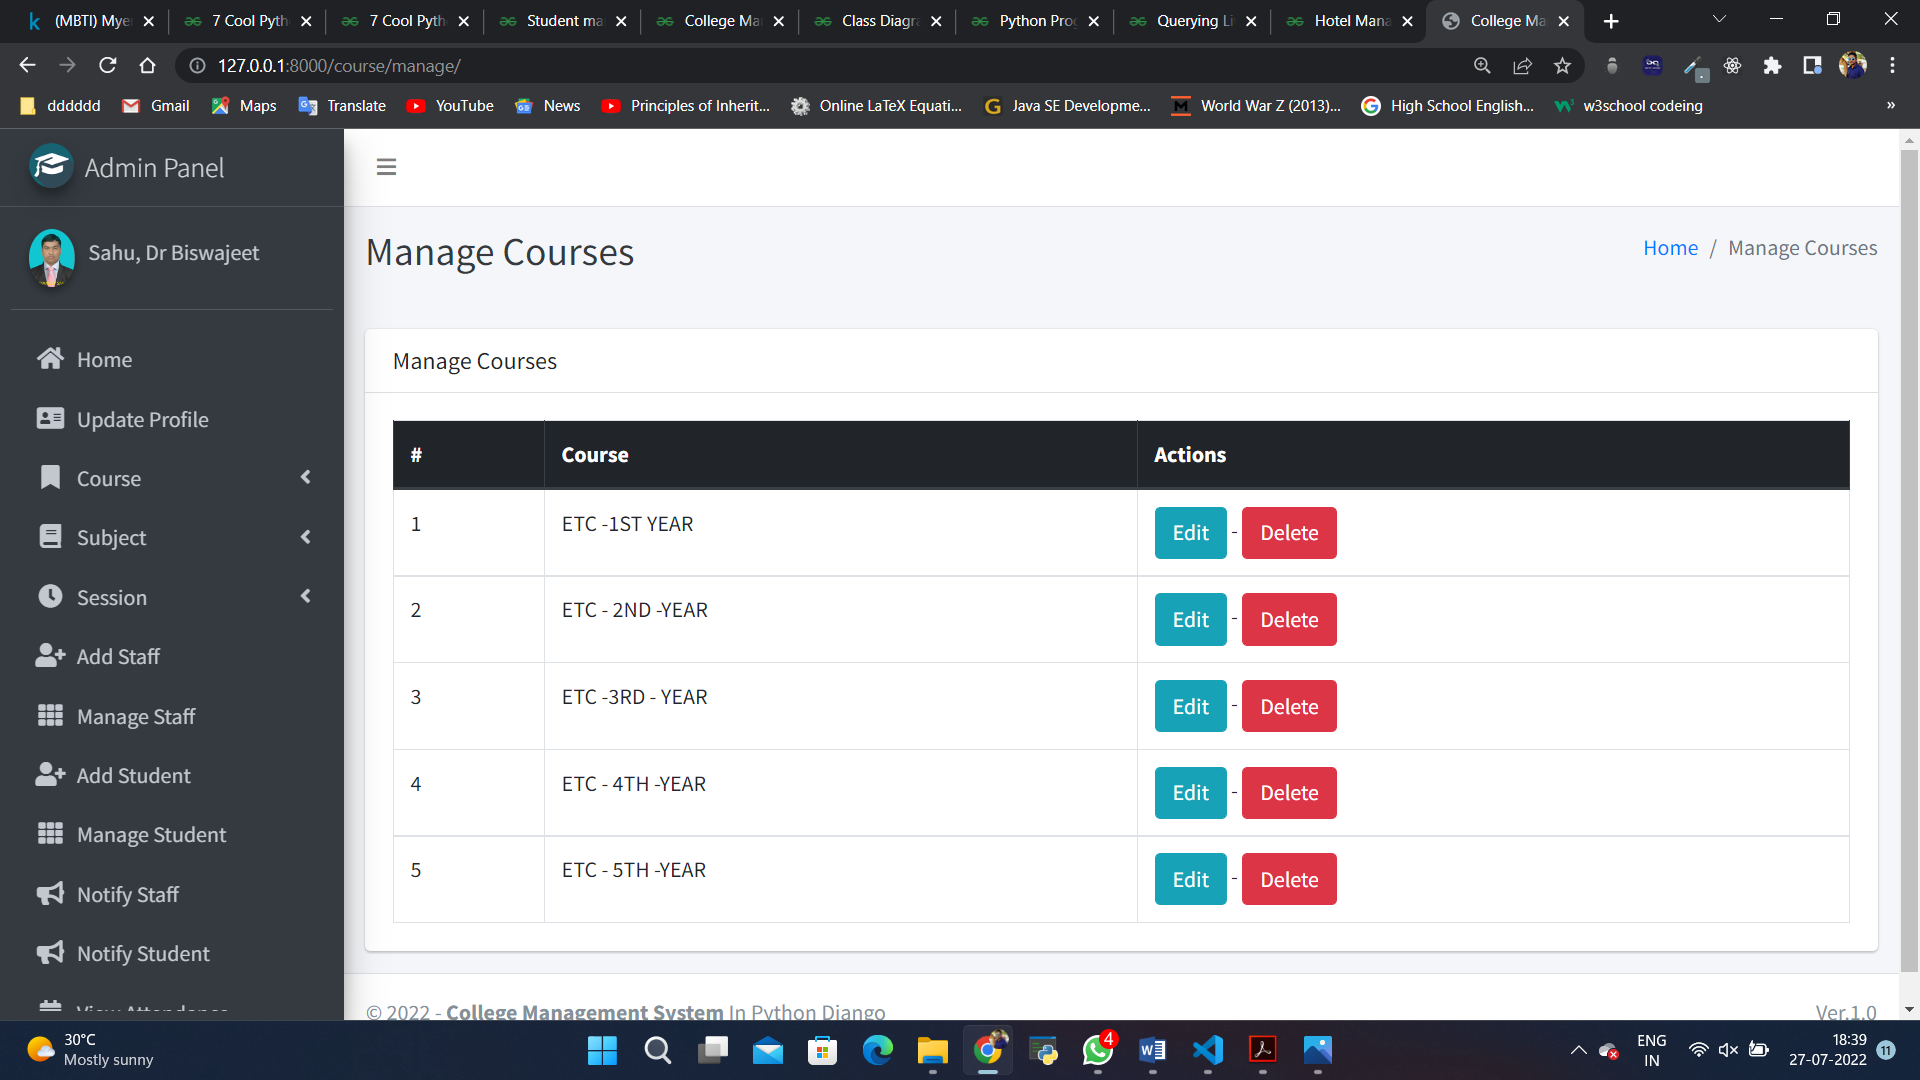 (MBTI) Mye
7 Cool Pyth
7 Cool Pyth
Student ma
College Ma
Class Diagra
Python Prog
Querying Li
Hotel Mana
College Ma
127.0.0.1:8000/course/manage/
dddddd
Gmail
Maps
Translate
YouTube
News
Principles of Inherit...
Online LaTeX Equati...
Java SE Developme...
World War Z (2013)...
High School English...
w3school codeing
»
Admin Panel
Sahu, Dr Biswajeet
Home
Update Profile
Course
Subject
Session
Add Staff
Manage Staff
Add Student
Manage Student
Notify Staff
Notify Student
View Attendance
Manage Courses
Home / Manage Courses
Manage Courses
# Course Actions
1 ETC -1ST YEAR Edit - Delete
2 ETC - 2ND -YEAR Edit - Delete
3 ETC -3RD - YEAR Edit - Delete
4 ETC - 4TH -YEAR Edit - Delete
5 ETC - 5TH -YEAR Edit - Delete
© 2022 - College Management System In Python Django
Ver.1.0
30°C
Mostly sunny
4
ENG
IN
18:39
27-07-2022
11